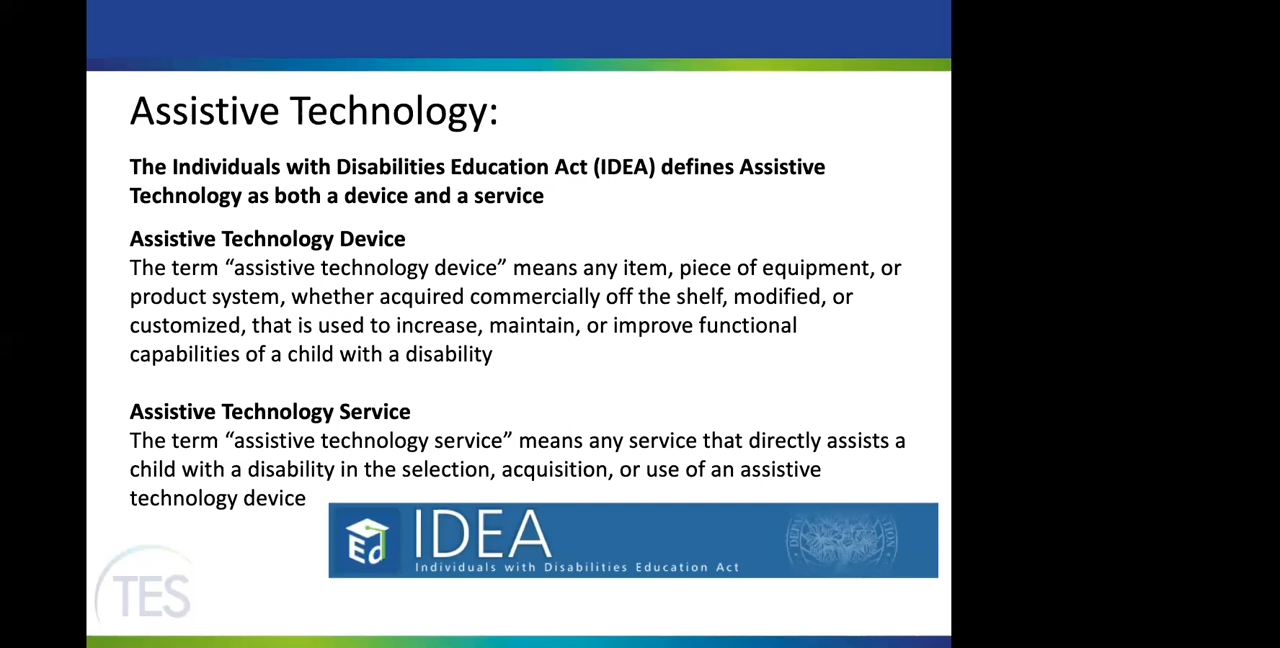 Assistive Technology:
The Individuals with Disabilities Education Act (IDEA) defines Assistive
Technology as both a device and a service
Assistive Technology Device
The term “assistive technology device” means any item, piece of equipment, or
product system, whether acquired commercially off the shelf, modified, or
customized, that is used to increase, maintain, or improve functional
capabilities of a child with a disability
Assistive Technology Service
The term “assistive technology service” means any service that directly assists a
child with a disability in the selection, acquisition, or use of an assistive
technology device
Ed
IDEA
Individuals with Disabilities Education Act
TES